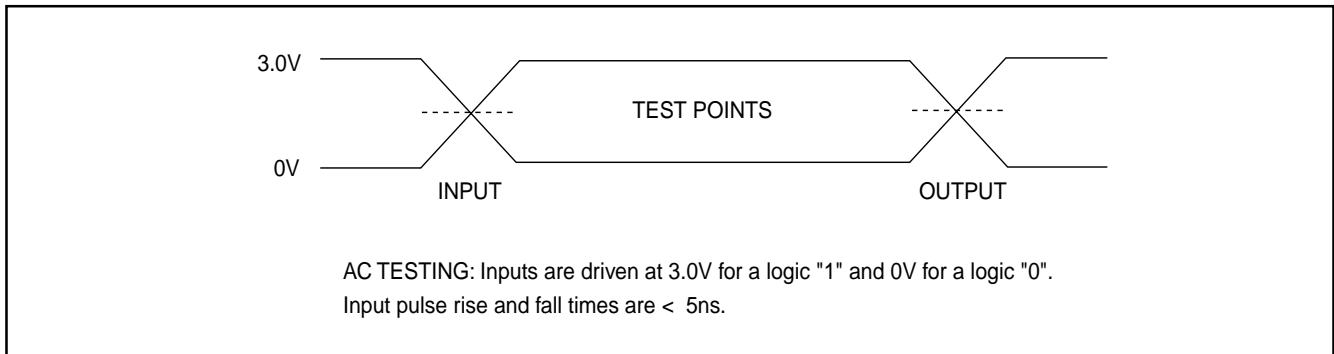 3.0V
TEST POINTS
0V
INPUT
OUTPUT
AC TESTING: Inputs are driven at 3.0V for a logic "1" and 0V for a logic "0".
Input pulse rise and fall times are < 5ns.